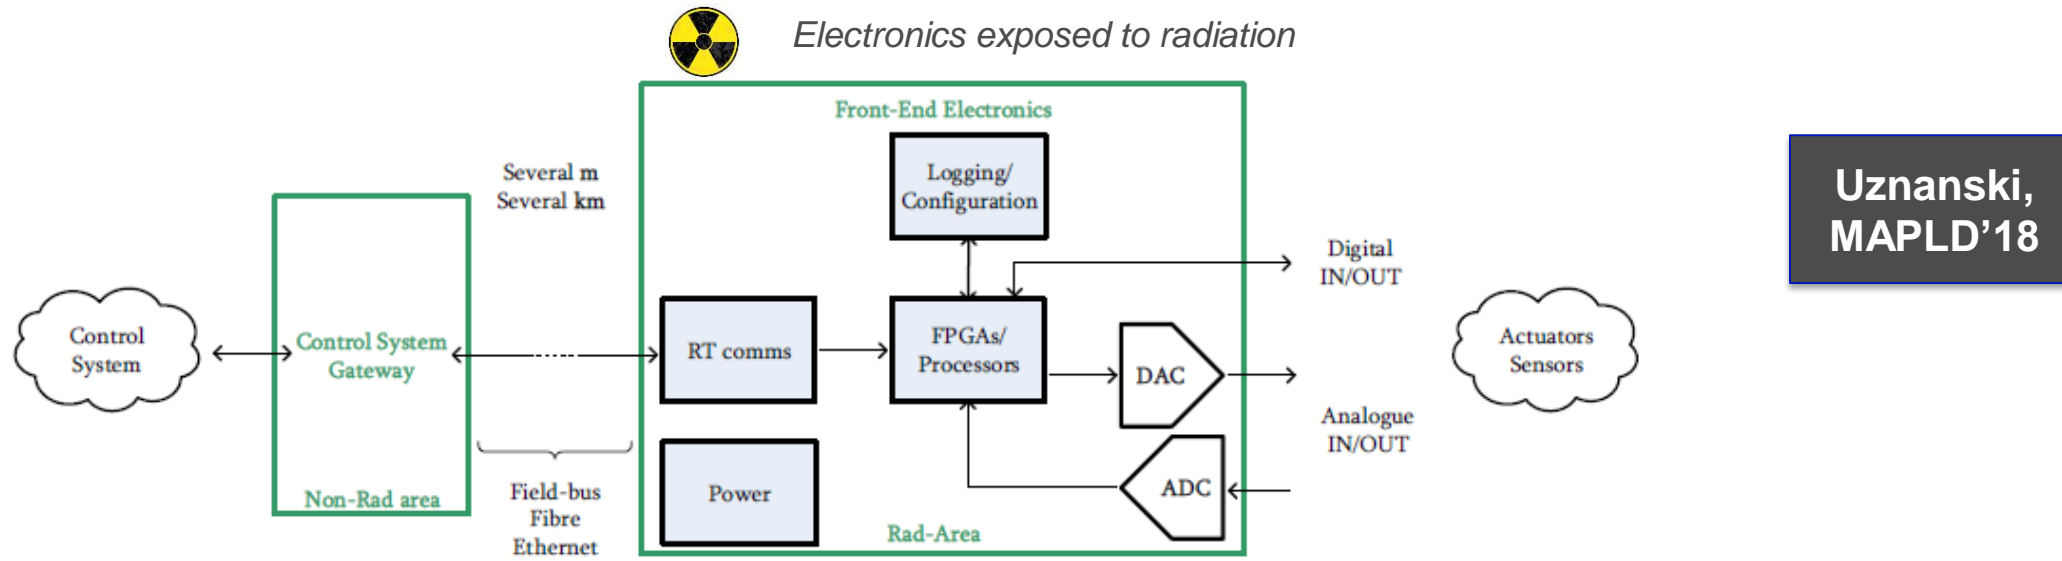 Electronics exposed to radiation
Front-End Electronics
Several m
Several km
Logging/
Configuration
Uznanski,
MAPLD’18
Digital
IN/OUT
Control
System
Control System
Gateway
RT comms
FPGAs/
Processors
DAC
Actuators
Sensors
Analogue
IN/OUT
Non-Rad area
Field-bus
Fibre
Ethernet
Power
ADC
Rad-Area